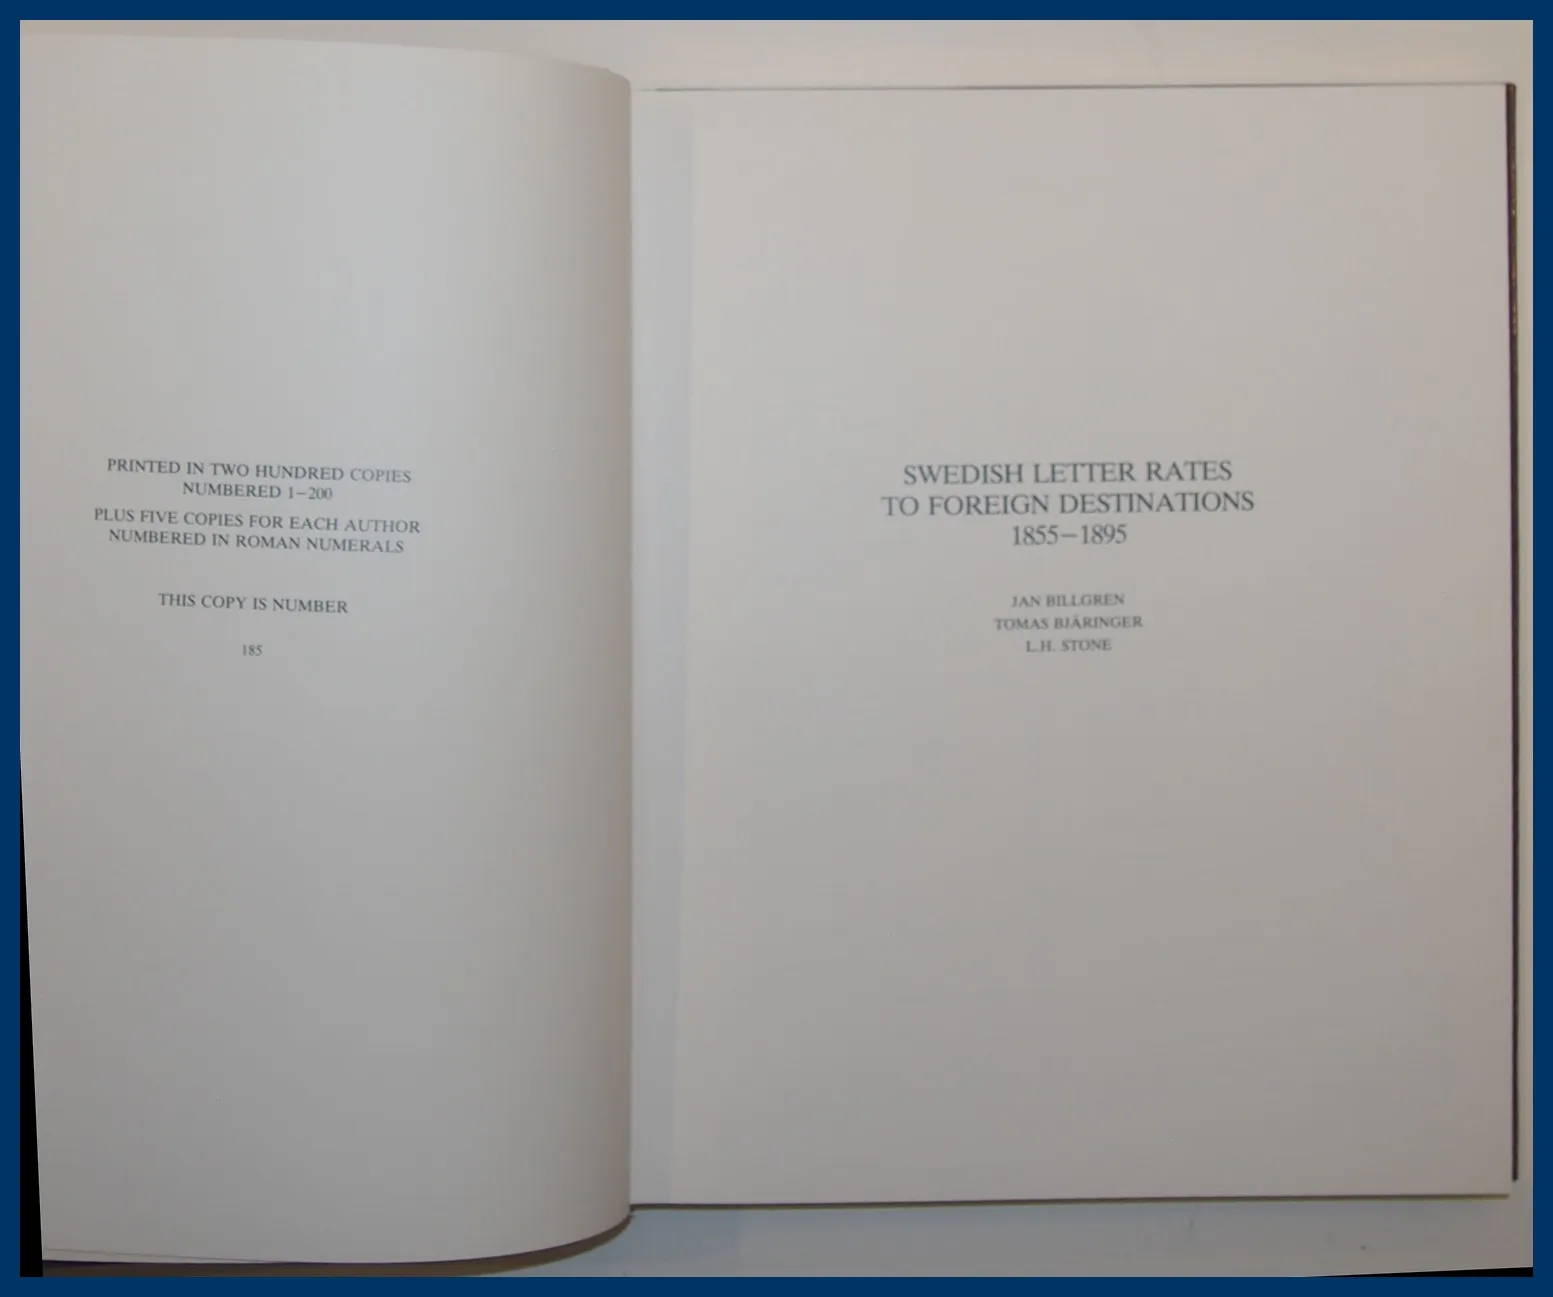 PRINTED IN TWO HUNDRED COPIES
NUMBERED 1–200
PLUS FIVE COPIES FOR EACH AUTHOR
NUMBERED IN ROMAN NUMERALS
THIS COPY IS NUMBER
185
SWEDISH LETTER RATES
TO FOREIGN DESTINATIONS
1855–1895
JAN BILLGREN
TOMAS BJÄRINGER
L.H. STONE